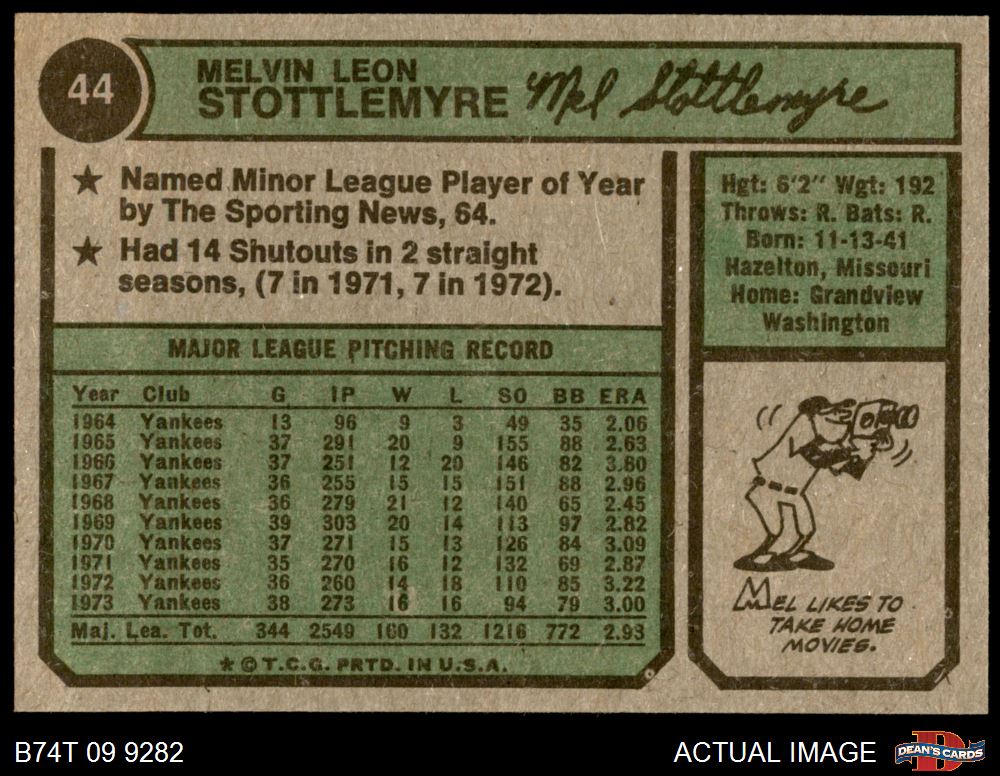 44
MELVIN LEON
STOTTLEMYRE Mel Stottlemyre
★ Named Minor League Player of Year
by The Sporting News, 64.
★ Had 14 Shutouts in 2 straight
seasons, (7 in 1971, 7 in 1972).
Hgt: 6'2" Wgt: 192
Throws: R. Bats: R.
Born: 11-13-41
Hazelton, Missouri
Home: Grandview
Washington
MAJOR LEAGUE PITCHING RECORD
Year Club G IP W L SO BB ERA
1964 Yankees 13 96 9 3 49 35 2.06
1965 Yankees 37 291 20 9 155 88 2.63
1966 Yankees 37 251 12 20 146 82 3.80
1967 Yankees 36 255 15 15 151 88 2.96
1968 Yankees 36 279 21 12 140 65 2.45
1969 Yankees 39 303 20 14 113 97 2.82
1970 Yankees 37 271 15 13 126 84 3.09
1971 Yankees 35 270 16 12 132 69 2.87
1972 Yankees 36 260 14 18 110 85 3.22
1973 Yankees 38 273 16 16 94 79 3.00
Maj. Lea. Tot. 344 2549 160 132 1216 772 2.93
★ © T.C.G. PRTD. IN U.S.A.
MEL LIKES TO
TAKE HOME
MOVIES.
B74T 09 9282
ACTUAL IMAGE
DEAN'S CARDS